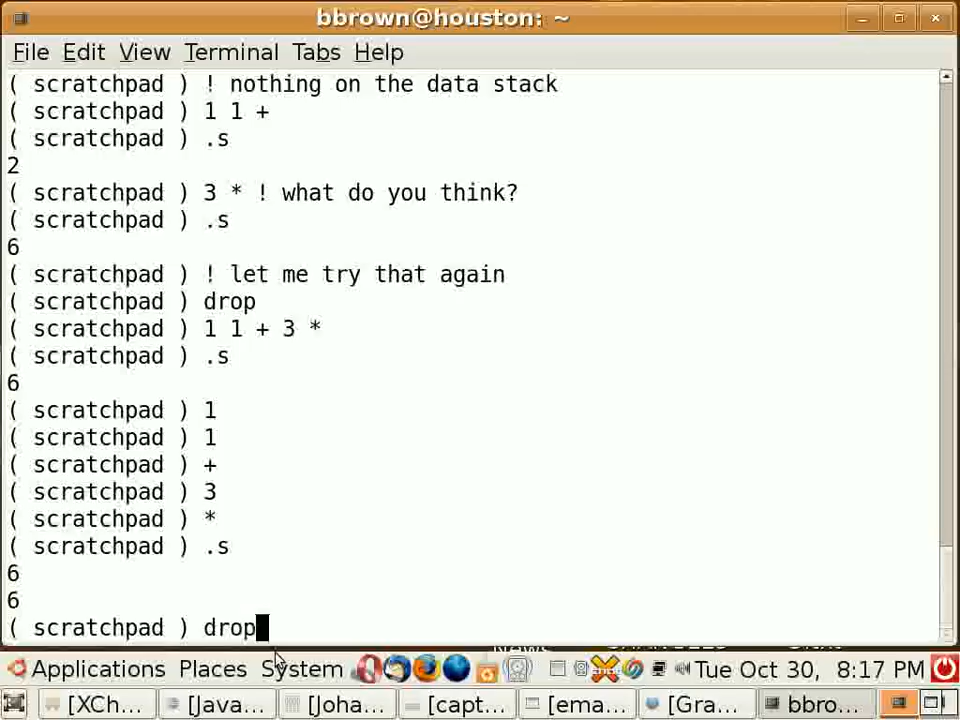 bbrown@houston: ~
File Edit View Terminal Tabs Help
( scratchpad ) ! nothing on the data stack
( scratchpad ) 1 1 +
( scratchpad ) .s
2
( scratchpad ) 3 * ! what do you think?
( scratchpad ) .s
6
( scratchpad ) ! let me try that again
( scratchpad ) drop
( scratchpad ) 1 1 + 3 *
( scratchpad ) .s
6
( scratchpad ) 1
( scratchpad ) 1
( scratchpad ) +
( scratchpad ) 3
( scratchpad ) *
( scratchpad ) .s
6
6
( scratchpad ) drop
Applications Places System Tue Oct 30, 8:17 PM
[XCh... [Java... [Joha... [capt... [ema... [Gra... bbro...